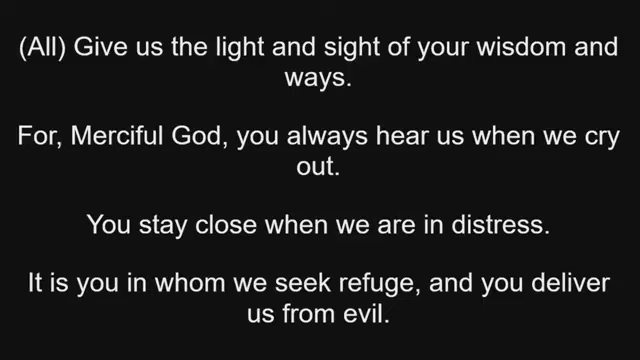 (All) Give us the light and sight of your wisdom and
ways.
For, Merciful God, you always hear us when we cry
out.
You stay close when we are in distress.
It is you in whom we seek refuge, and you deliver
us from evil.